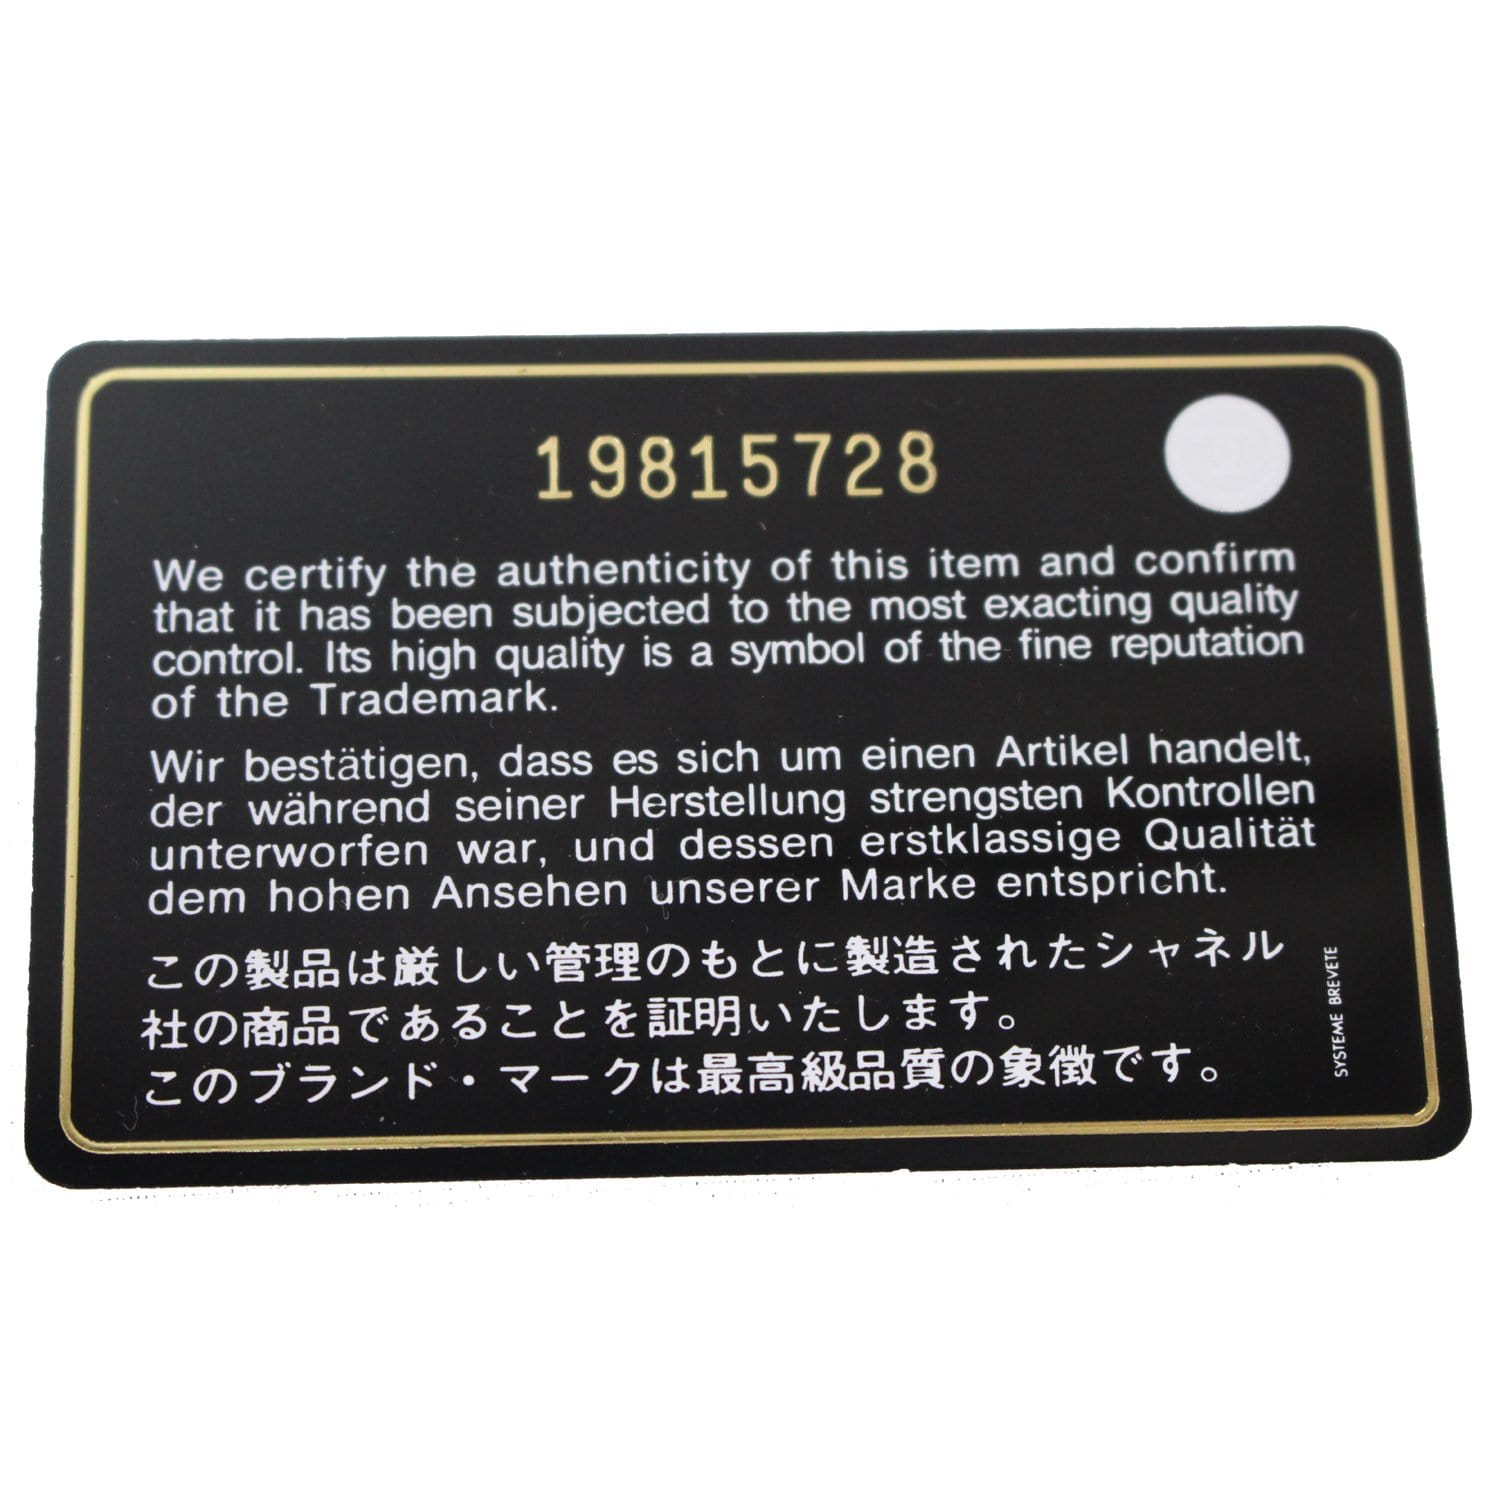 19815728
We certify the authenticity of this item and confirm
that it has been subjected to the most exacting quality
control. Its high quality is a symbol of the fine reputation
of the Trademark.
Wir bestätigen, dass es sich um einen Artikel handelt,
der während seiner Herstellung strengsten Kontrollen
unterworfen war, und dessen erstklassige Qualität
dem hohen Ansehen unserer Marke entspricht.
この製品は厳しい管理のもとに製造されたシャネル
社の商品であることを証明いたします。
このブランド・マークは最高級品質の象徴です。
SYSTEME BREVETE